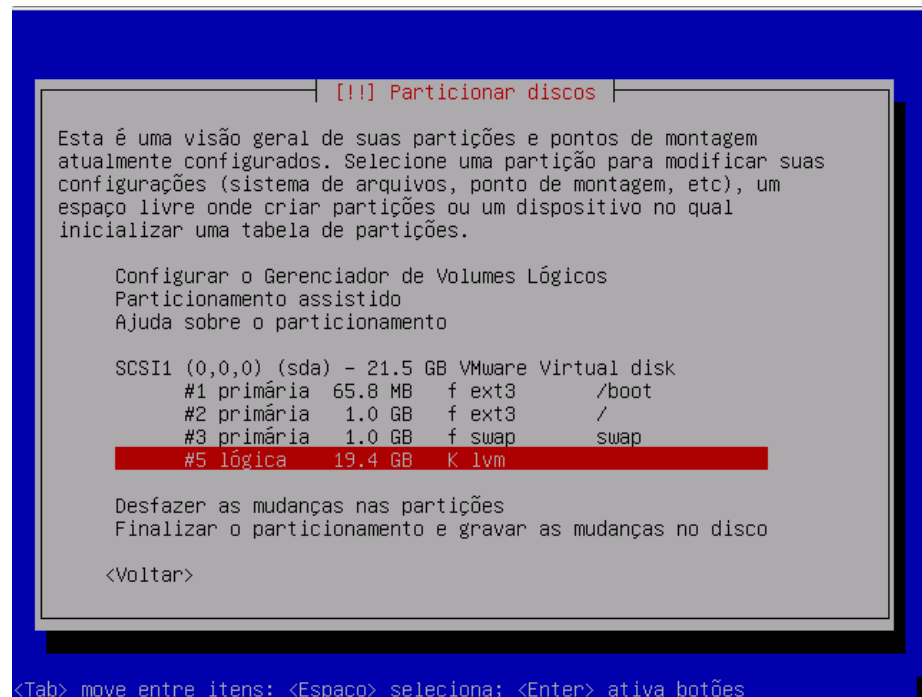 [!!] Particionar discos
Esta é uma visão geral de suas partições e pontos de montagem
atualmente configurados. Selecione uma partição para modificar suas
configurações (sistema de arquivos, ponto de montagem, etc), um
espaço livre onde criar partições ou um dispositivo no qual
inicializar uma tabela de partições.
Configurar o Gerenciador de Volumes Lógicos
Particionamento assistido
Ajuda sobre o particionamento
SCSI1 (0,0,0) (sda) - 21.5 GB VMware Virtual disk
#1 primária 65.8 MB f ext3 /boot
#2 primária 1.0 GB f ext3 /
#3 primária 1.0 GB f swap swap
#5 lógica 19.4 GB K lvm
Desfazer as mudanças nas partições
Finalizar o particionamento e gravar as mudanças no disco
<Voltar>
<Tab> move entre itens; <Espaço> seleciona; <Enter> ativa botões